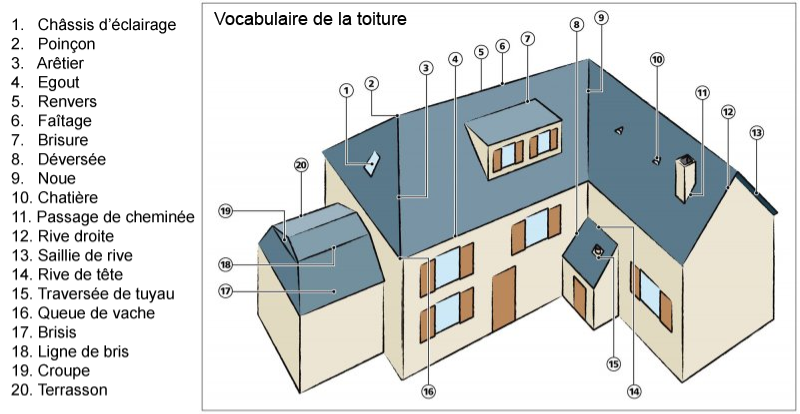 1. Châssis d'éclairage
2. Poinçon
3. Arêtier
4. Egout
5. Renvers
6. Faîtage
7. Brisure
8. Déversée
9. Noue
10. Chatière
11. Passage de cheminée
12. Rive droite
13. Saillie de rive
14. Rive de tête
15. Traversée de tuyau
16. Queue de vache
17. Brisis
18. Ligne de bris
19. Croupe
20. Terrasson
Vocabulaire de la toiture
1
2
3
4
5
6
7
8
9
10
11
12
13
20
19
18
17
16
15
14